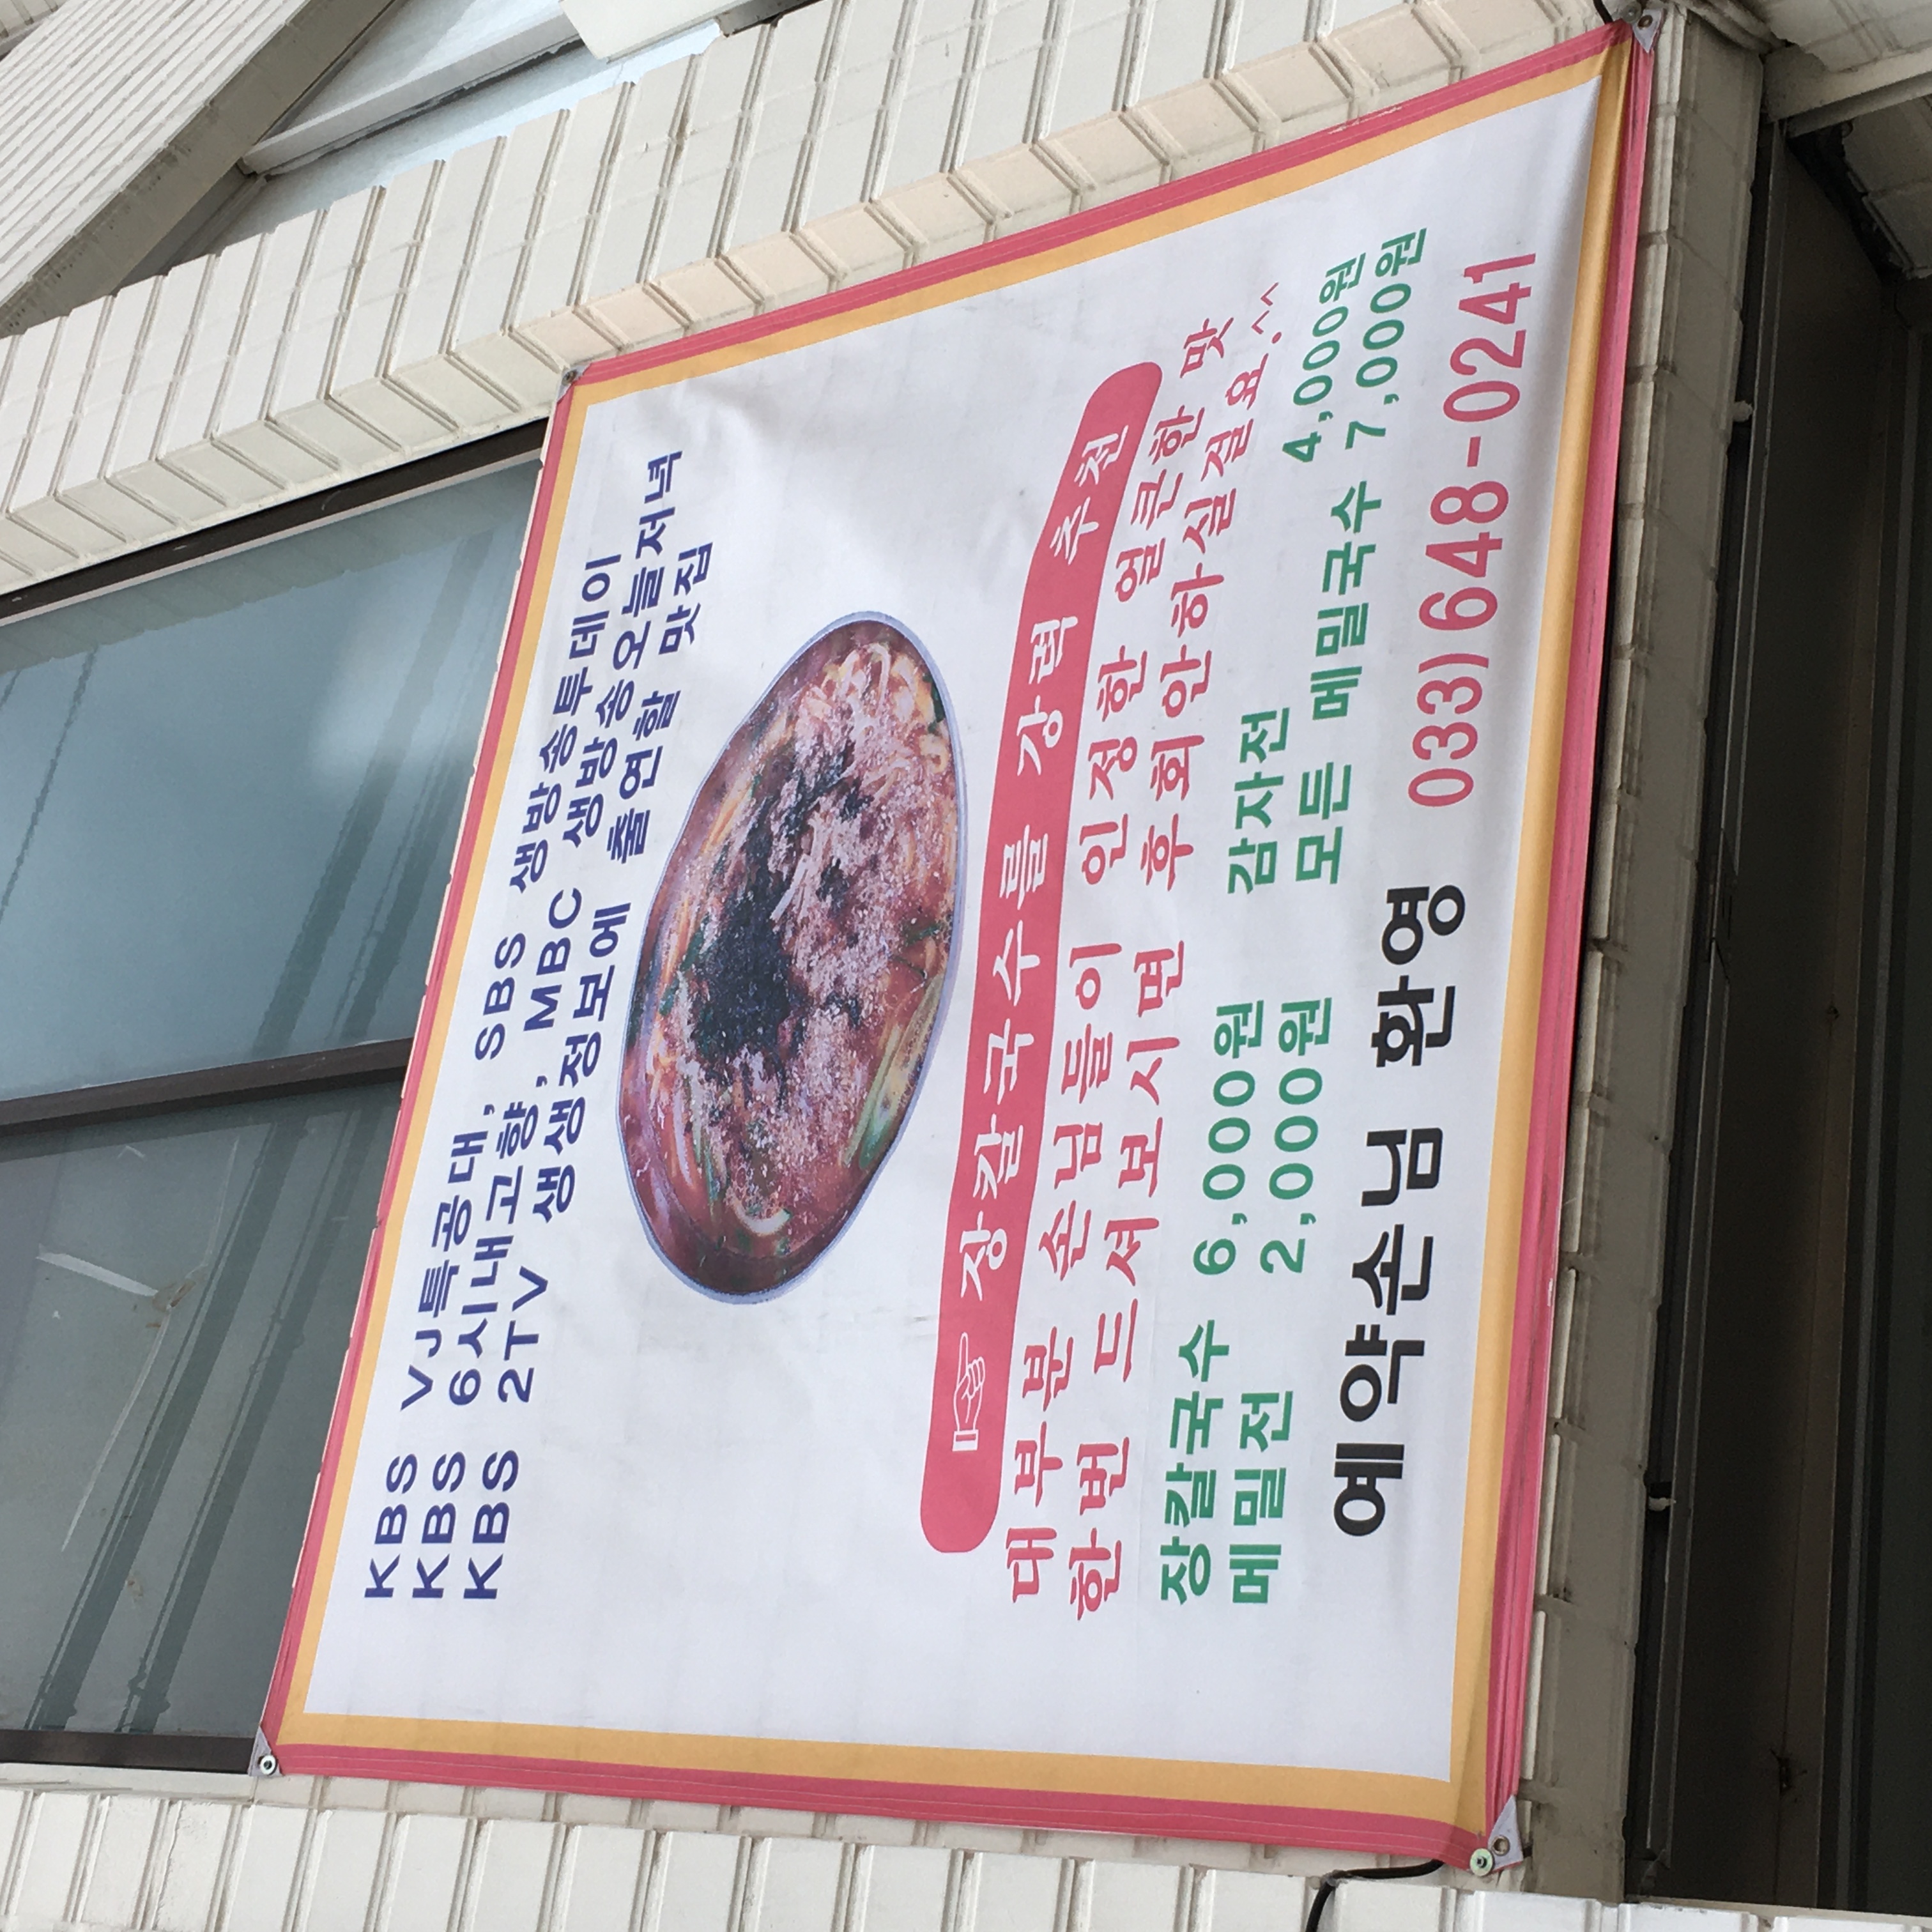 KBS VJ특공대, SBS 생방송투데이
KBS 6시내고향, MBC 생방송오늘저녁
KBS 2TV 생생정보에 출연할 맛집
☞ 장칼국수를 강력 추천
대부분 손님들이 인정한 얼큰한 맛
한번 드셔보시면 후회안하실걸요.^^
장칼국수 6,000원 감자전 4,000원
메밀전 2,000원 모든 메밀국수 7,000원
예약손님 환영 033)648-0241